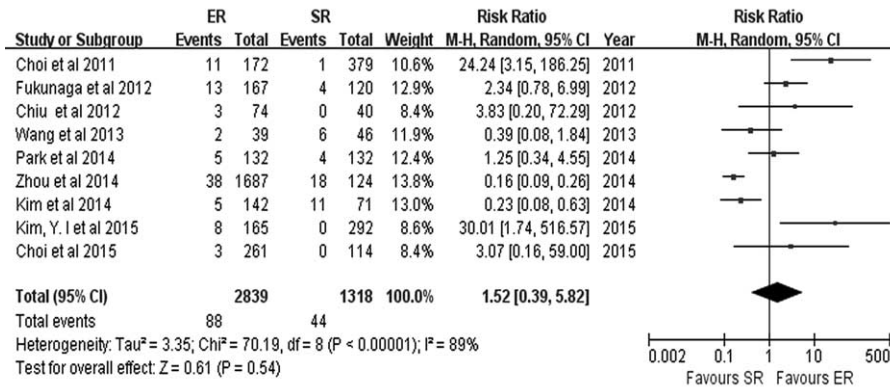 ER SR Risk Ratio Risk Ratio
Study or Subgroup Events Total Events Total Weight M-H, Random, 95% CI Year M-H, Random, 95% CI
Choi et al 2011 11 172 1 379 10.6% 24.24 [3.15, 186.25] 2011
Fukunaga et al 2012 13 167 4 120 12.9% 2.34 [0.78, 6.99] 2012
Chiu et al 2012 3 74 0 40 8.4% 3.83 [0.20, 72.29] 2012
Wang et al 2013 2 39 6 46 11.9% 0.39 [0.08, 1.84] 2013
Park et al 2014 5 132 4 132 12.4% 1.25 [0.34, 4.55] 2014
Zhou et al 2014 38 1687 18 124 13.8% 0.16 [0.09, 0.26] 2014
Kim et al 2014 5 142 11 71 13.0% 0.23 [0.08, 0.63] 2014
Kim, Y. I et al 2015 8 165 0 292 8.6% 30.01 [1.74, 516.57] 2015
Choi et al 2015 3 261 0 114 8.4% 3.07 [0.16, 59.00] 2015
Total (95% CI) 2839 1318 100.0% 1.52 [0.39, 5.82]
Total events 88 44
Heterogeneity: Tau² = 3.35; Chi² = 70.19, df = 8 (P < 0.00001); I² = 89%
Test for overall effect: Z = 0.61 (P = 0.54)
0.002 0.1 1 10 500
Favours SR Favours ER